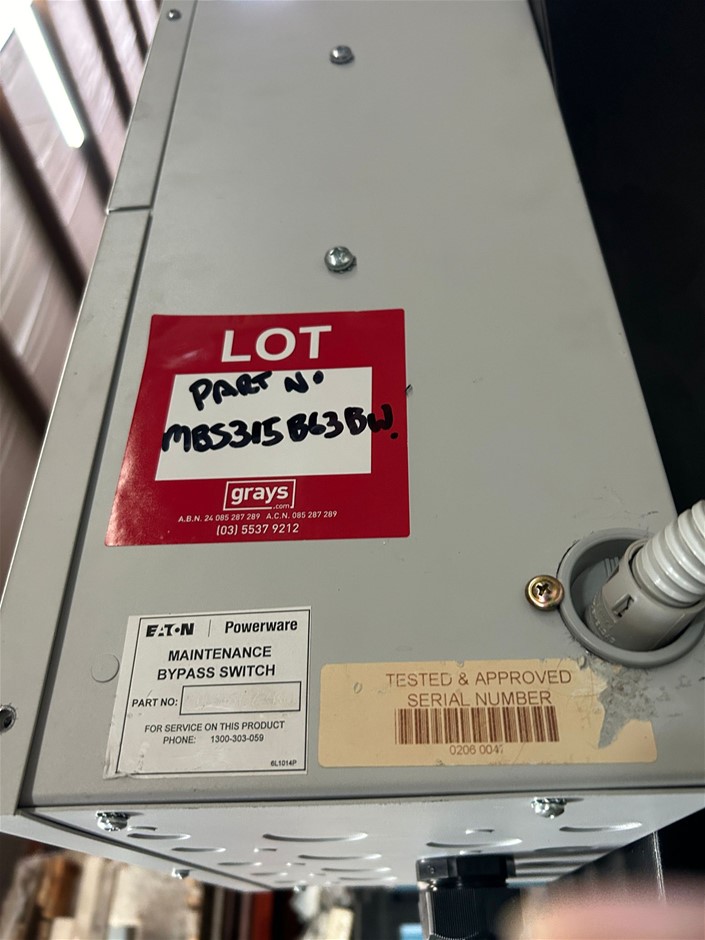 LOT
PART No
MBS315B63BW.
grays
.com
A.B.N. 24 085 287 289 A.C.N. 085 287 289
(03) 5537 9212
EATON | Powerware
MAINTENANCE
BYPASS SWITCH
PART NO:
FOR SERVICE ON THIS PRODUCT
PHONE: 1300-303-059
6L1014P
TESTED & APPROVED
SERIAL NUMBER
0206 0047